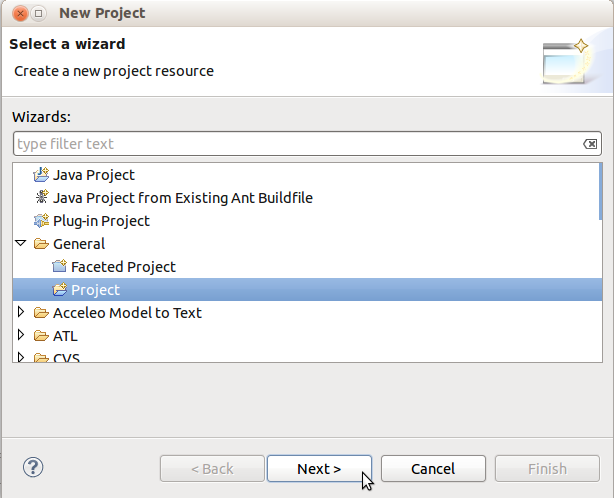 New Project
Select a wizard
Create a new project resource
Wizards:
type filter text
Java Project
Java Project from Existing Ant Buildfile
Plug-in Project
General
Faceted Project
Project
Acceleo Model to Text
ATL
CVS
? < Back Next > Cancel Finish